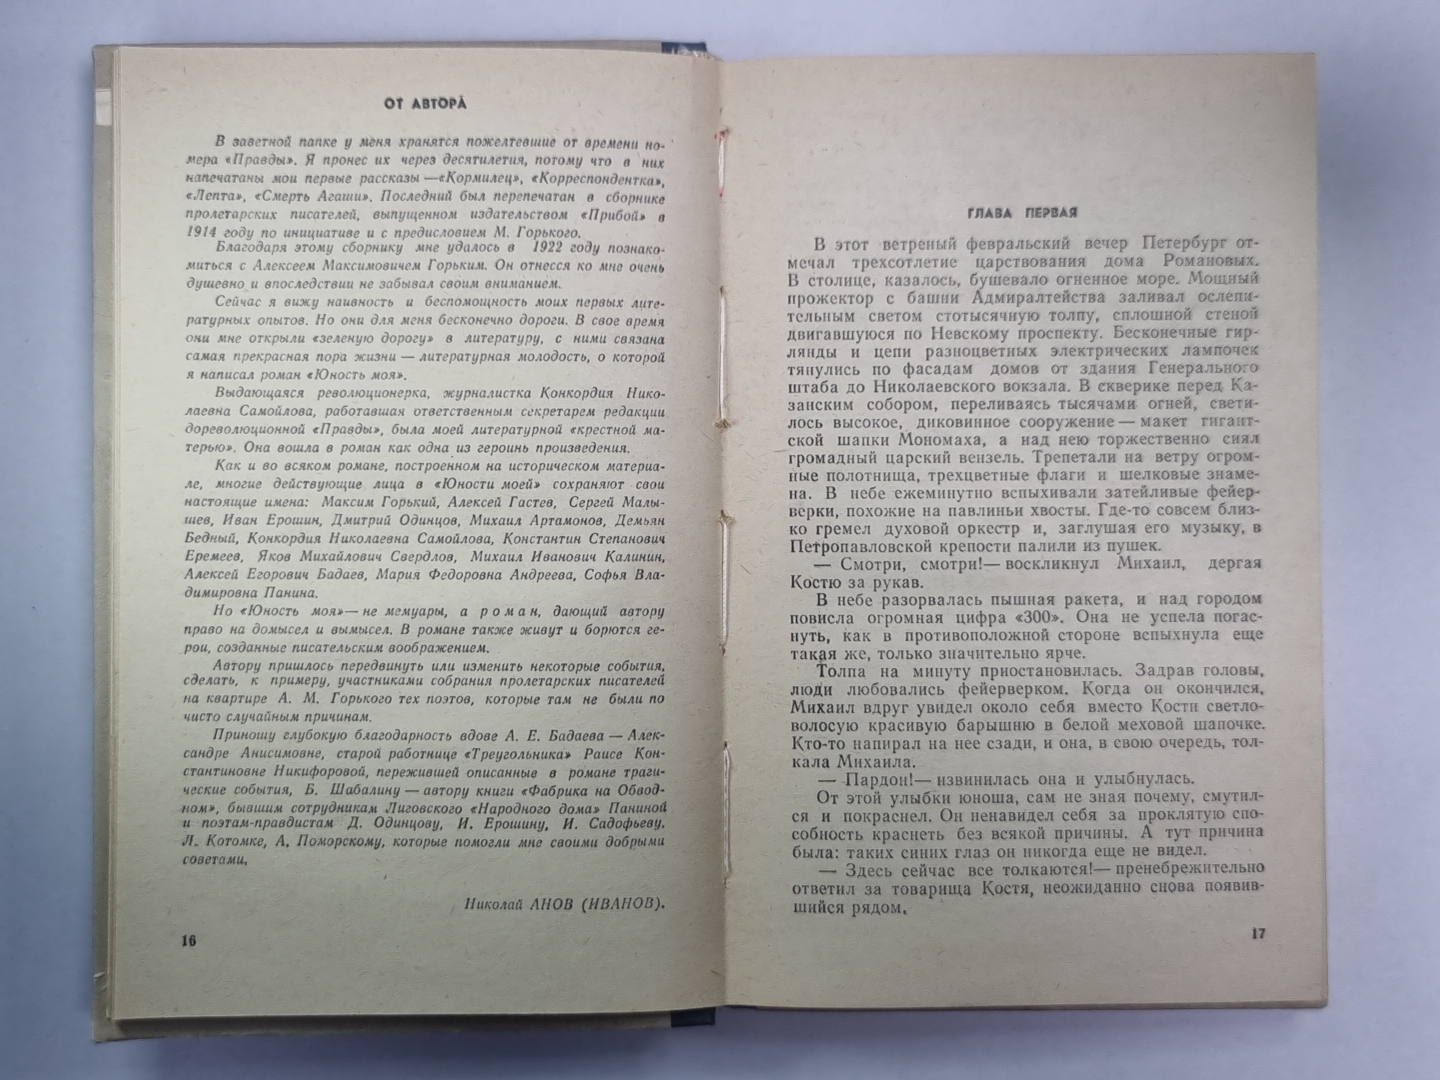 ОТ АВТОРА
В заветной папке у меня хранятся пожелтевшие от времени но-
мера «Правды». Я пронес их через десятилетия, потому что в них
напечатаны мои первые рассказы —«Кормилец», «Корреспондентка»,
«Лепта», «Смерть Агаши». Последний был перепечатан в сборнике
пролетарских писателей, выпущенном издательством «Прибой» в
1914 году по инициативе и с предисловием М. Горького.
Благодаря этому сборнику мне удалось в 1922 году познако-
миться с Алексеем Максимовичем Горьким. Он отнесся ко мне очень
душевно и впоследствии не забывал своим вниманием.
Сейчас я вижу наивность и беспомощность моих первых лите-
ратурных опытов. Но они для меня бесконечно дороги. В свое время
они мне открыли «зеленую дорогу» в литературу, с ними связана
самая прекрасная пора жизни — литературная молодость, о которой
я написал роман «Юность моя».
Выдающаяся революционерка, журналистка Конкордия Нико-
лаевна Самойлова, работавшая ответственным секретарем редакции
дореволюционной «Правды», была моей литературной «крестной ма-
терью». Она вошла в роман как одна из героинь произведения.
Как и во всяком романе, построенном на историческом материа-
ле, многие действующие лица в «Юности моей» сохраняют свои
настоящие имена: Максим Горький, Алексей Гастев, Сергей Малы-
шев, Иван Ерошин, Дмитрий Одинцов, Михаил Артамонов, Демьян
Бедный, Конкордия Николаевна Самойлова, Константин Степанович
Еремеев, Яков Михайлович Свердлов, Михаил Иванович Калинин,
Алексей Егорович Бадаев, Мария Федоровна Андреева, Софья Вла-
димировна Панина.
Но «Юность моя»— не мемуары, а роман, дающий автору
право на домысел и вымысел. В романе также живут и борются ге-
рои, созданные писательским воображением.
Автору пришлось передвинуть или изменить некоторые события,
сделать, к примеру, участниками собрания пролетарских писателей
на квартире А. М. Горького тех поэтов, которые там не были по
чисто случайным причинам.
Приношу глубокую благодарность вдове А. Е. Бадаева — Алек-
сандре Анисимовне, старой работнице «Треугольника» Раисе Кон-
стантиновне Никифоровой, пережившей описанные в романе траги-
ческие события, Б. Шабалину — автору книги «Фабрика на Обвод-
ном», бывшим сотрудникам Лиговского «Народного дома» Паниной
и поэтам-правдистам Д. Одинцову, И. Ерошину, И. Садофьеву,
Л. Котомке, А. Поморскому, которые помогли мне своими добрыми
советами.
Николай АНОВ (ИВАНОВ).
16
ГЛАВА ПЕРВАЯ
В этот ветреный февральский вечер Петербург от-
мечал трехсотлетие царствования дома Романовых.
В столице, казалось, бушевало огненное море. Мощный
прожектор с башни Адмиралтейства заливал ослепи-
тельным светом стотысячную толпу, сплошной стеной
двигавшуюся по Невскому проспекту. Бесконечные гир-
лянды и цепи разноцветных электрических лампочек
тянулись по фасадам домов от здания Генерального
штаба до Николаевского вокзала. В скверике перед Ка-
занским собором, переливаясь тысячами огней, свети-
лось высокое, диковинное сооружение — макет гигант-
ской шапки Мономаха, а над нею торжественно сиял
громадный царский вензель. Трепетали на ветру огром-
ные полотнища, трехцветные флаги и шелковые знаме-
на. В небе ежеминутно вспыхивали затейливые фейер-
верки, похожие на павлиньи хвосты. Где-то совсем близ-
ко гремел духовой оркестр и, заглушая его музыку, в
Петропавловской крепости палили из пушек.
— Смотри, смотри!— воскликнул Михаил, дергая
Костю за рукав.
В небе разорвалась пышная ракета, и над городом
повисла огромная цифра «300». Она не успела погас-
нуть, как в противоположной стороне вспыхнула еще
такая же, только значительно ярче.
Толпа на минуту приостановилась. Задрав головы,
люди любовались фейерверком. Когда он окончился,
Михаил вдруг увидел около себя вместо Кости светло-
волосую красивую барышню в белой меховой шапочке.
Кто-то напирал на нее сзади, и она, в свою очередь, тол-
кала Михаила.
— Пардон!— извинилась она и улыбнулась.
От этой улыбки юноша, сам не зная почему, смутил-
ся и покраснел. Он ненавидел себя за проклятую спо-
собность краснеть без всякой причины. А тут причина
была: таких синих глаз он никогда еще не видел.
— Здесь сейчас все толкаются!— пренебрежительно
ответил за товарища Костя, неожиданно снова появив-
шийся рядом.
17